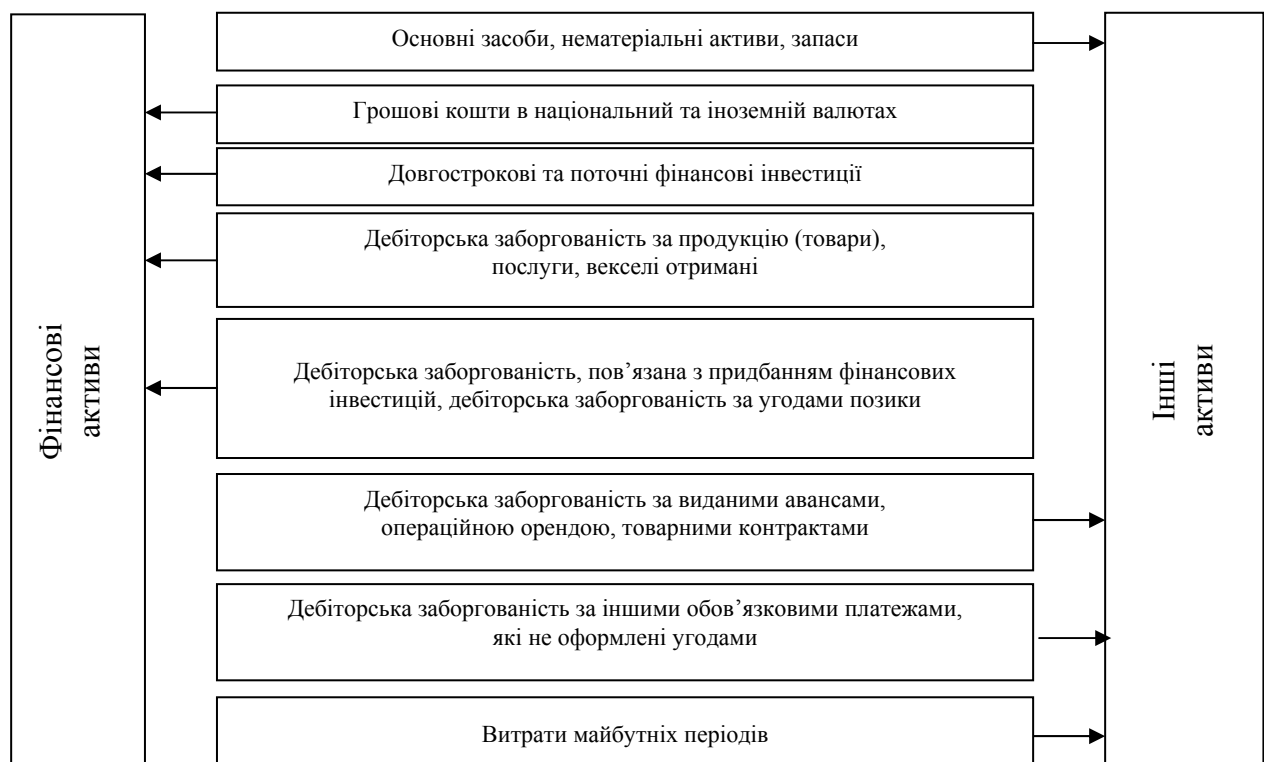 Основні засоби, нематеріальні активи, запаси
Грошові кошти в національний та іноземній валютах
Довгострокові та поточні фінансові інвестиції
Дебіторська заборгованість за продукцію (товари),
послуги, векселі отримані
Дебіторська заборгованість, пов’язана з придбанням фінансових
інвестицій, дебіторська заборгованість за угодами позики
Дебіторська заборгованість за виданими авансами,
операційною орендою, товарними контрактами
Дебіторська заборгованість за іншими обов’язковими платежами,
які не оформлені угодами
Витрати майбутніх періодів
Фінансові
активи
Інші
активи